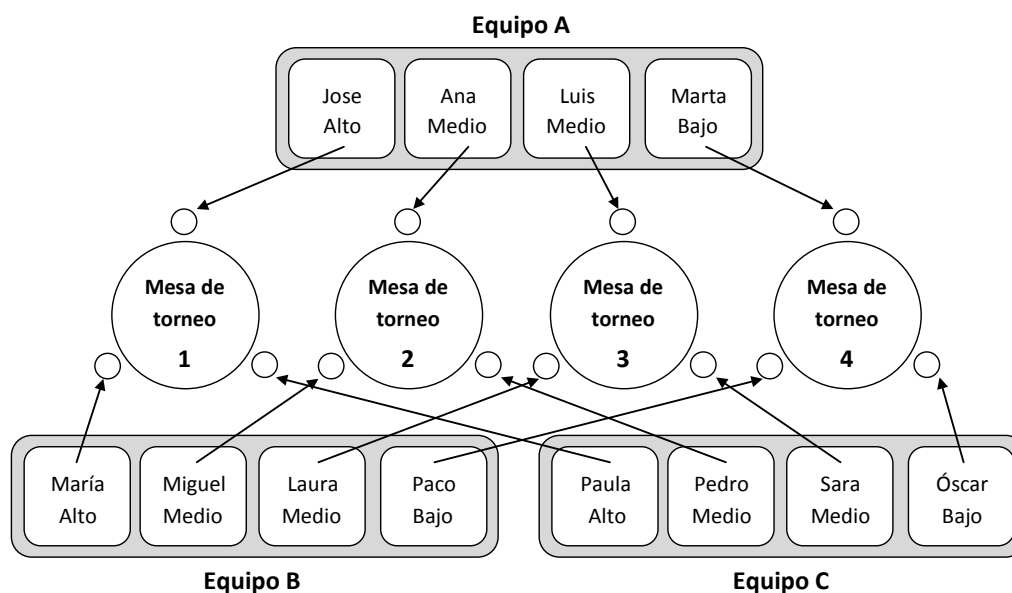 Equipo A
Jose
Alto
Ana
Medio
Luis
Medio
Marta
Bajo
Mesa de
torneo
1
Mesa de
torneo
2
Mesa de
torneo
3
Mesa de
torneo
4
María
Alto
Miguel
Medio
Laura
Medio
Paco
Bajo
Paula
Alto
Pedro
Medio
Sara
Medio
Óscar
Bajo
Equipo B
Equipo C